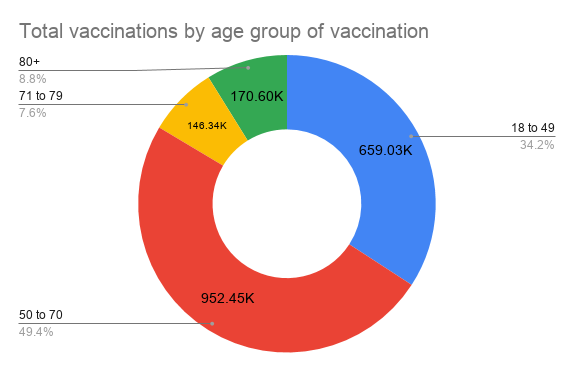 Total vaccinations by age group of vaccination
80+
8.8%
71 to 79
7.6%
170.60K
146.34K
18 to 49
34.2%
659.03K
952.45K
50 to 70
49.4%